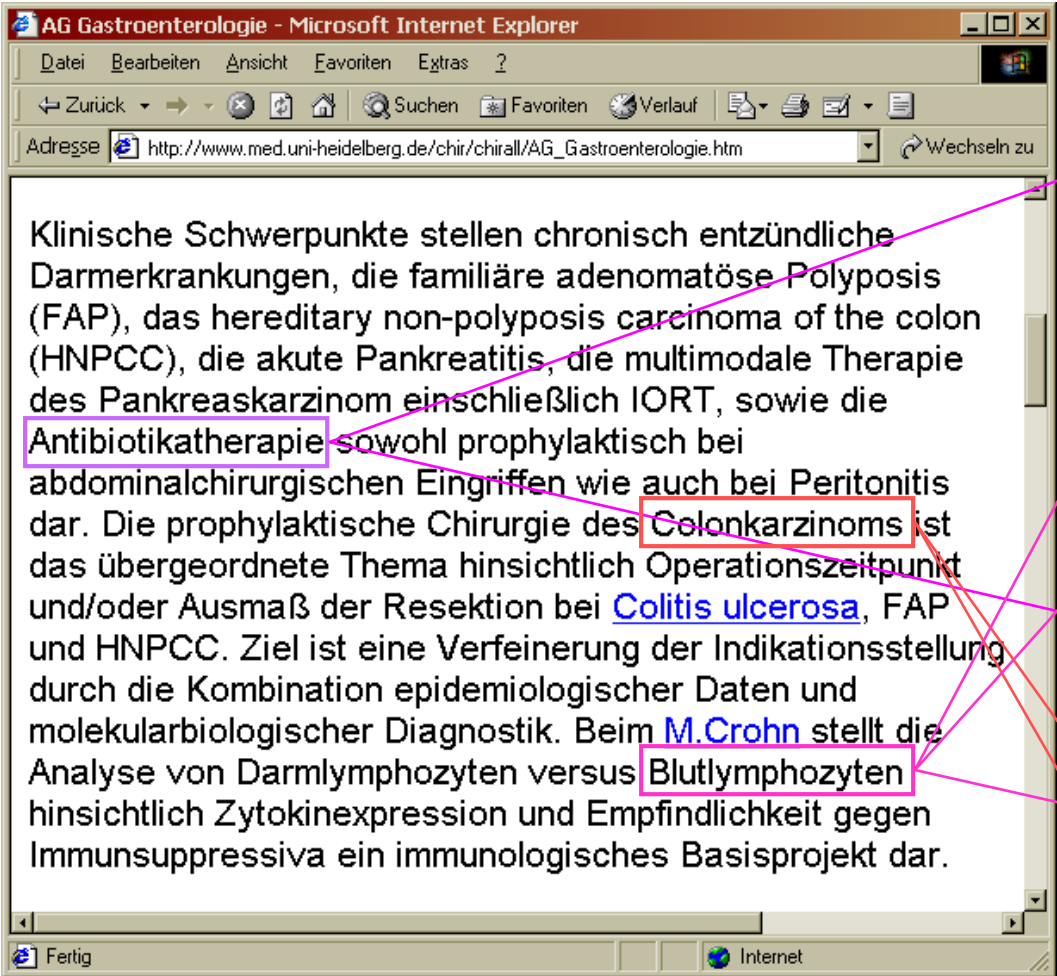 AG Gastroenterologie - Microsoft Internet Explorer
Datei Bearbeiten Ansicht Favoriten Extras ?
Zurück Suchen Favoriten Verlauf
Adresse http://www.med.uni-heidelberg.de/chir/chirall/AG_Gastroenterologie.htm Wechseln zu
Klinische Schwerpunkte stellen chronisch entzündliche
Darmerkrankungen, die familiäre adenomatöse Polyposis
(FAP), das hereditary non-polyposis carcinoma of the colon
(HNPCC), die akute Pankreatitis, die multimodale Therapie
des Pankreaskarzinom einschließlich IORT, sowie die
Antibiotikatherapie sowohl prophylaktisch bei
abdominalchirurgischen Eingriffen wie auch bei Peritonitis
dar. Die prophylaktische Chirurgie des Colonkarzinoms ist
das übergeordnete Thema hinsichtlich Operationszeitpunkt
und/oder Ausmaß der Resektion bei Colitis ulcerosa, FAP
und HNPCC. Ziel ist eine Verfeinerung der Indikationsstellung
durch die Kombination epidemiologischer Daten und
molekularbiologischer Diagnostik. Beim M.Crohn stellt die
Analyse von Darmlymphozyten versus Blutlymphozyten
hinsichtlich Zytokinexpression und Empfindlichkeit gegen
Immunsuppressiva ein immunologisches Basisprojekt dar.
Fertig Internet